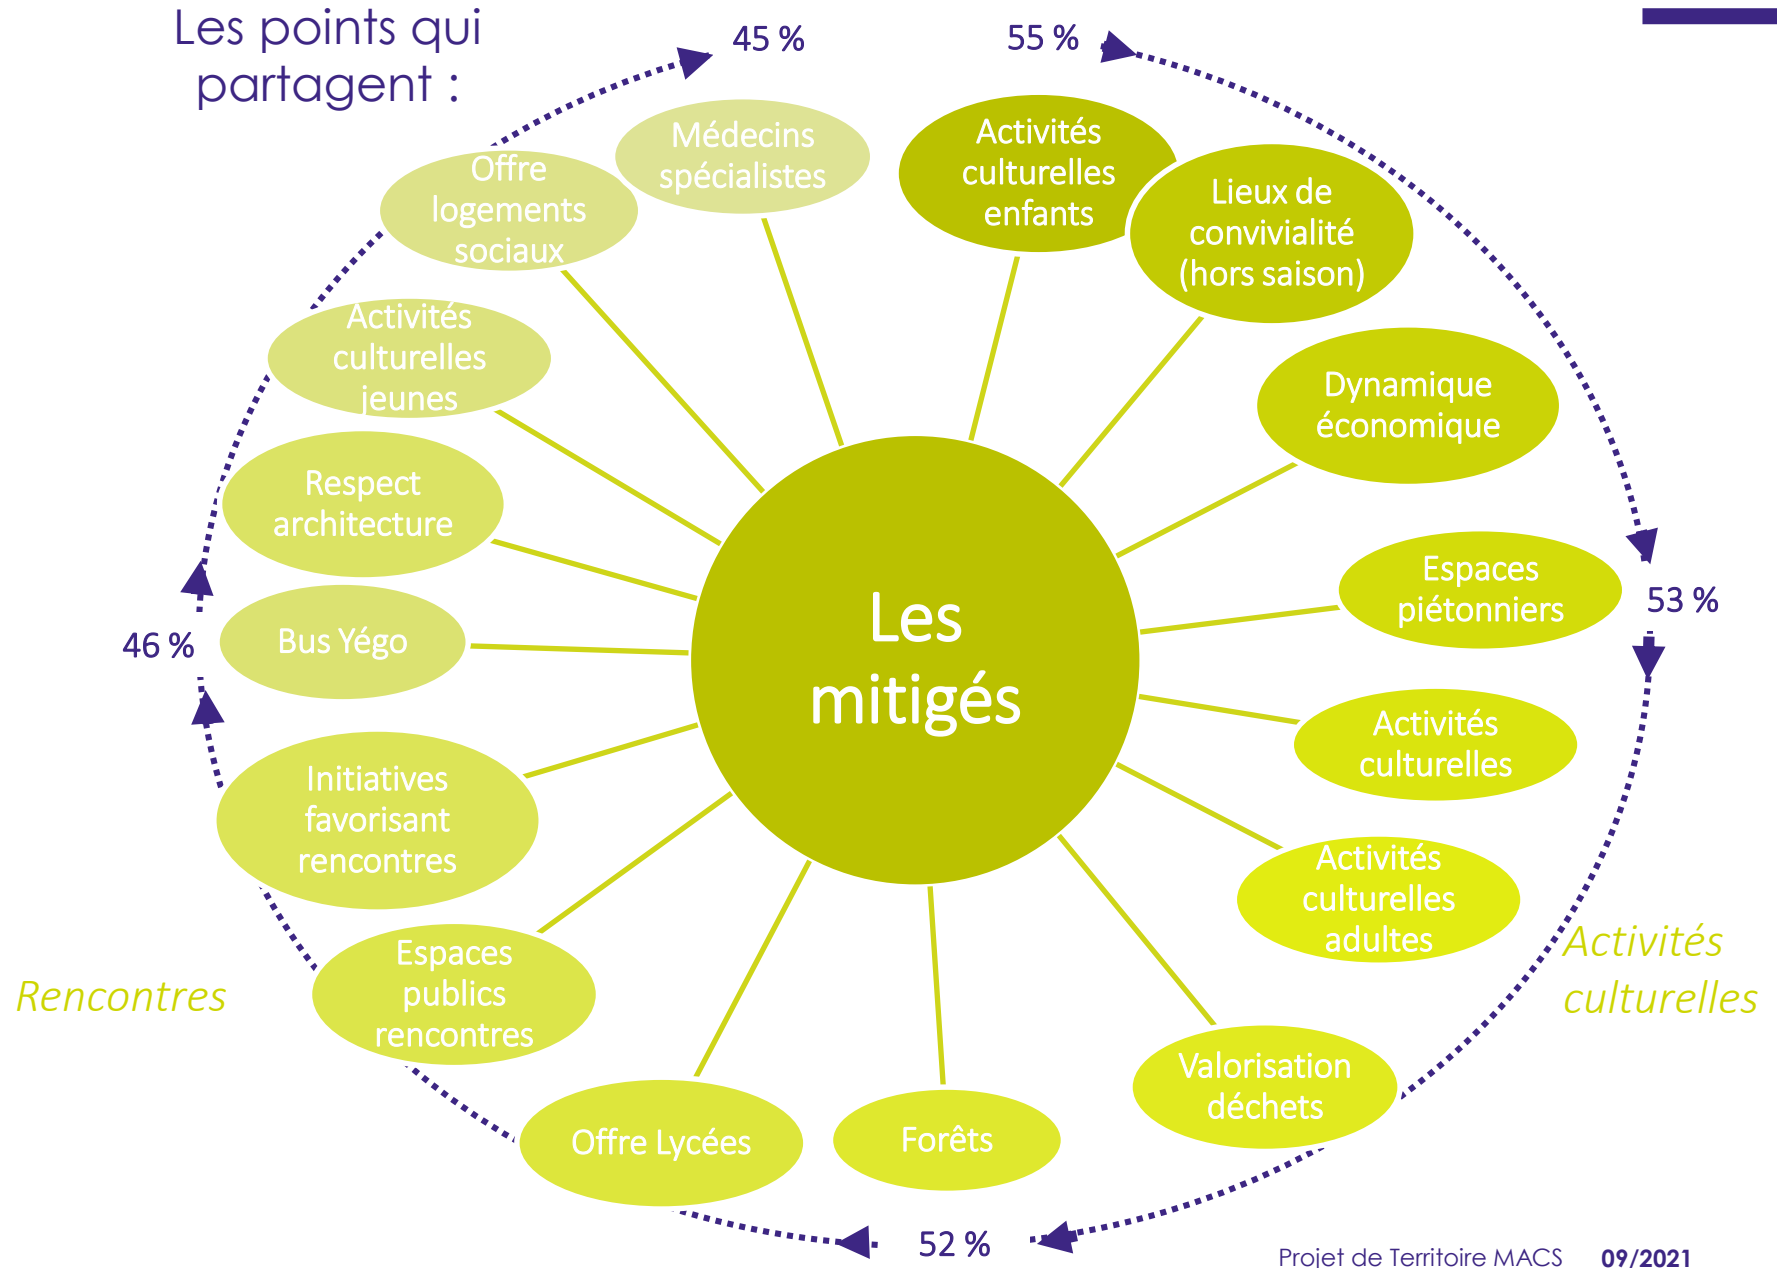 Les points qui
partagent :
45 %
55 %
Médecins
spécialistes
Activités
culturelles
enfants
Lieux de
convivialité
(hors saison)
Dynamique
économique
Espaces
piétonniers
53 %
Activités
culturelles
Activités
culturelles
adultes
Activités
culturelles
Valorisation
déchets
Forêts
52 %
Offre Lycées
Espaces
publics
rencontres
Rencontres
Initiatives
favorisant
rencontres
Bus Yégo
46 %
Respect
architecture
Activités
culturelles
jeunes
Offre
logements
sociaux
Les
mitigés
Projet de Territoire MACS 09/2021